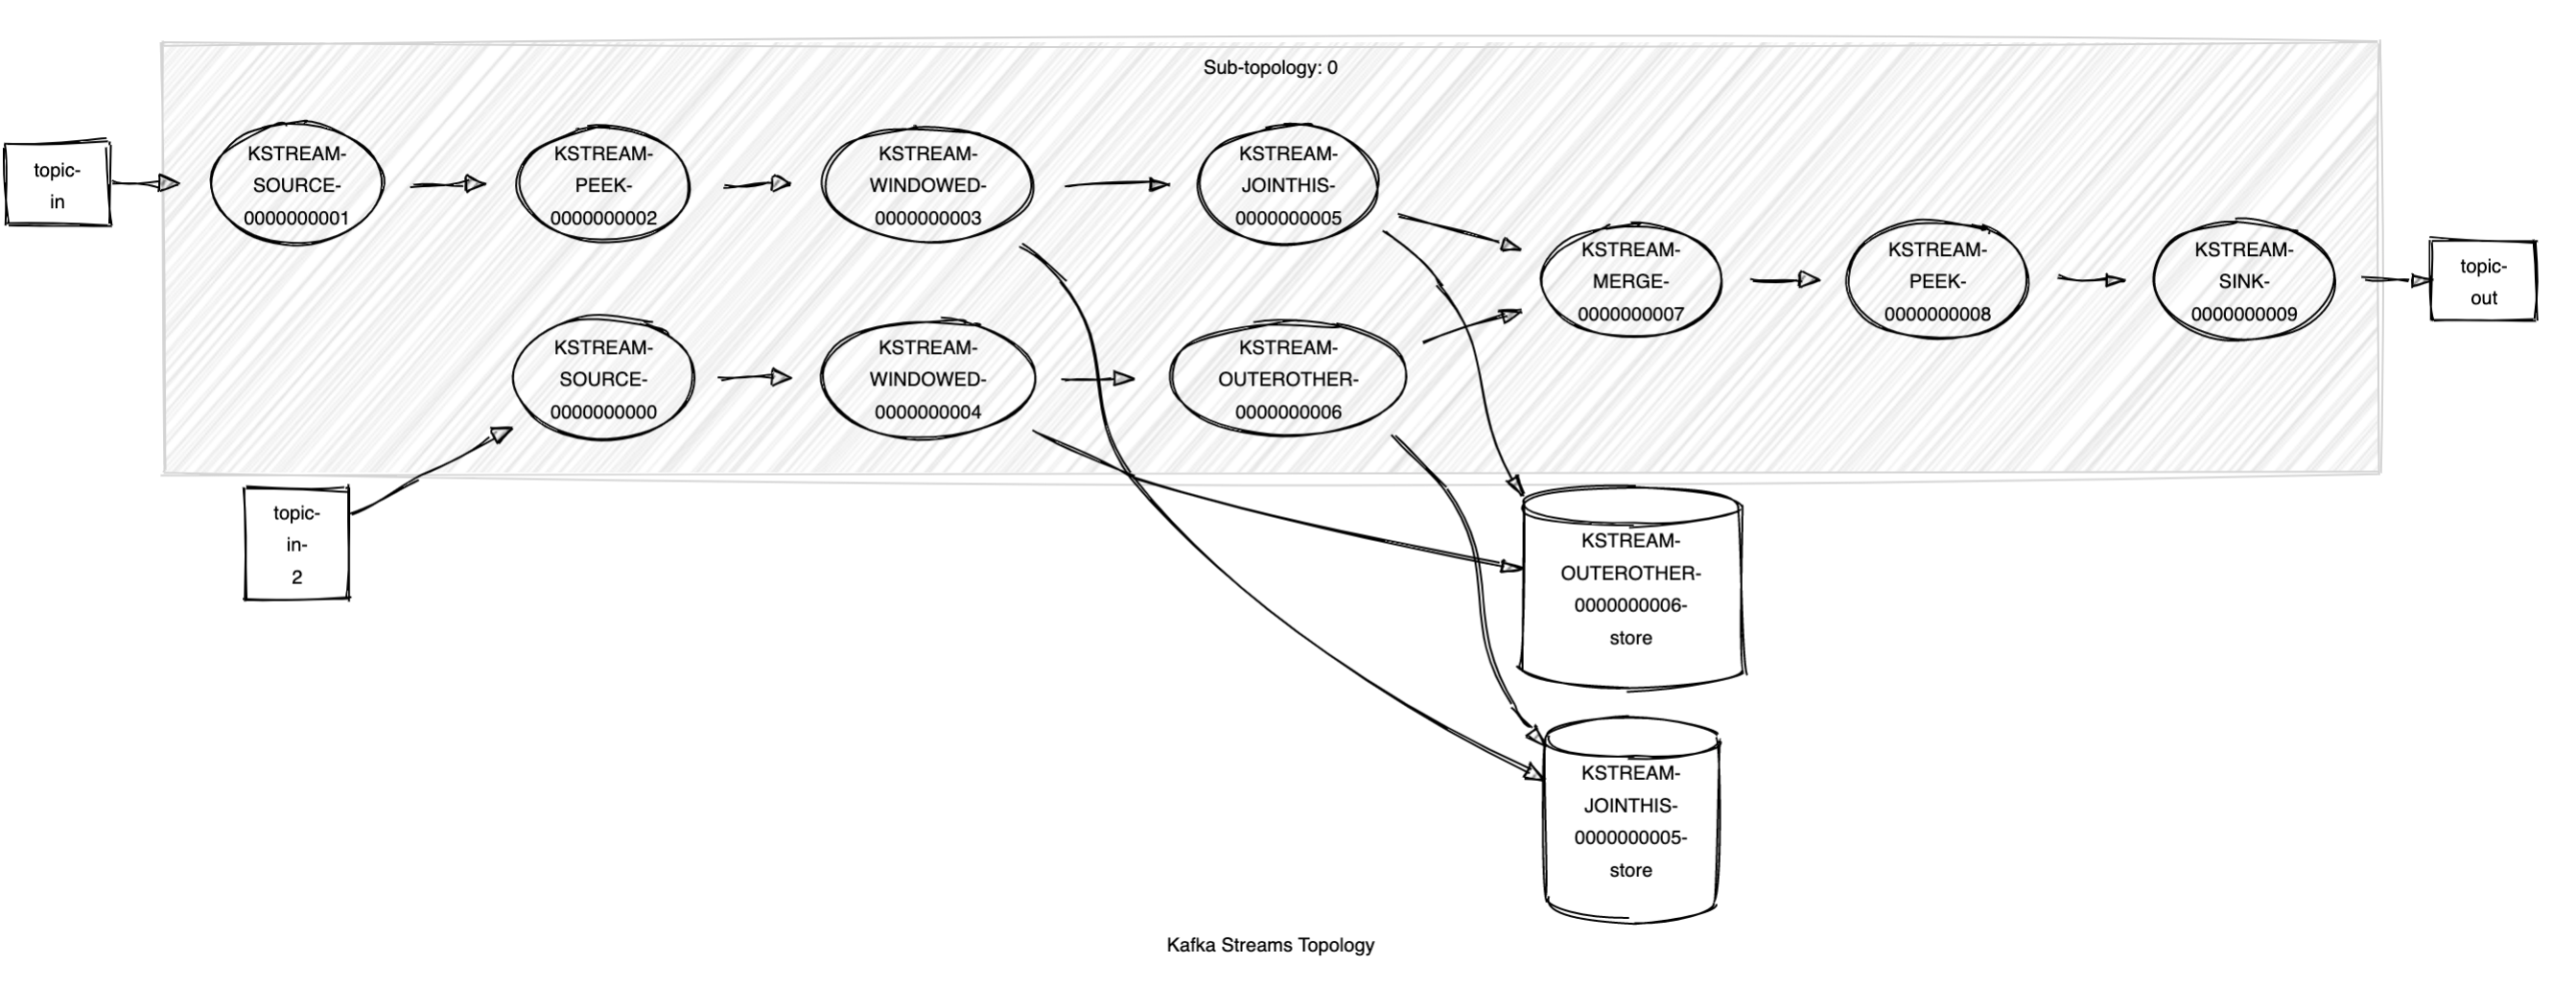 Sub-topology: 0
topic-
in
KSTREAM-
SOURCE-
0000000001
KSTREAM-
PEEK-
0000000002
KSTREAM-
WINDOWED-
0000000003
KSTREAM-
JOINTHIS-
0000000005
KSTREAM-
MERGE-
0000000007
KSTREAM-
PEEK-
0000000008
KSTREAM-
SINK-
0000000009
topic-
out
KSTREAM-
SOURCE-
0000000000
KSTREAM-
WINDOWED-
0000000004
KSTREAM-
OUTEROTHER-
0000000006
topic-
in-
2
KSTREAM-
OUTEROTHER-
0000000006-
store
KSTREAM-
JOINTHIS-
0000000005-
store
Kafka Streams Topology